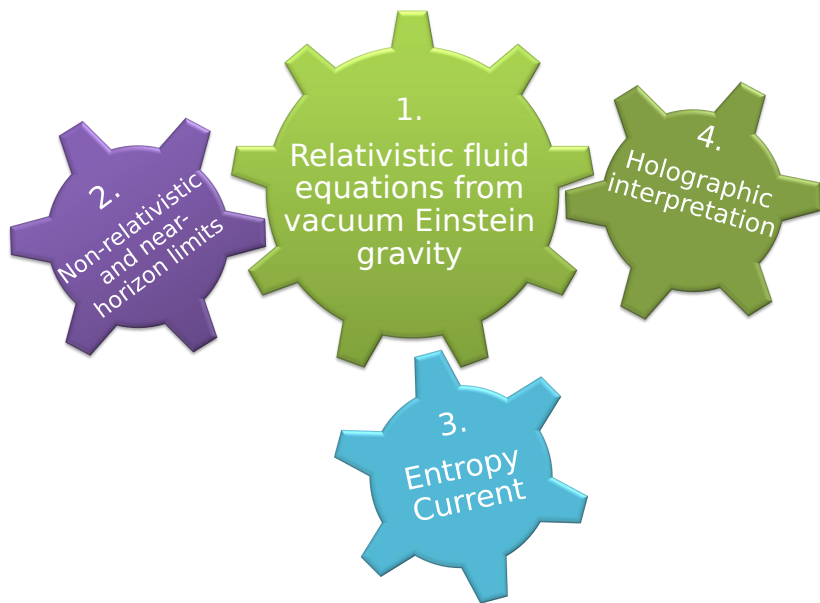 1.
Relativistic fluid
equations from
vacuum Einstein
gravity
2.
Non-relativistic
and near-
horizon limits
3.
Entropy
Current
4.
Holographic
interpretation